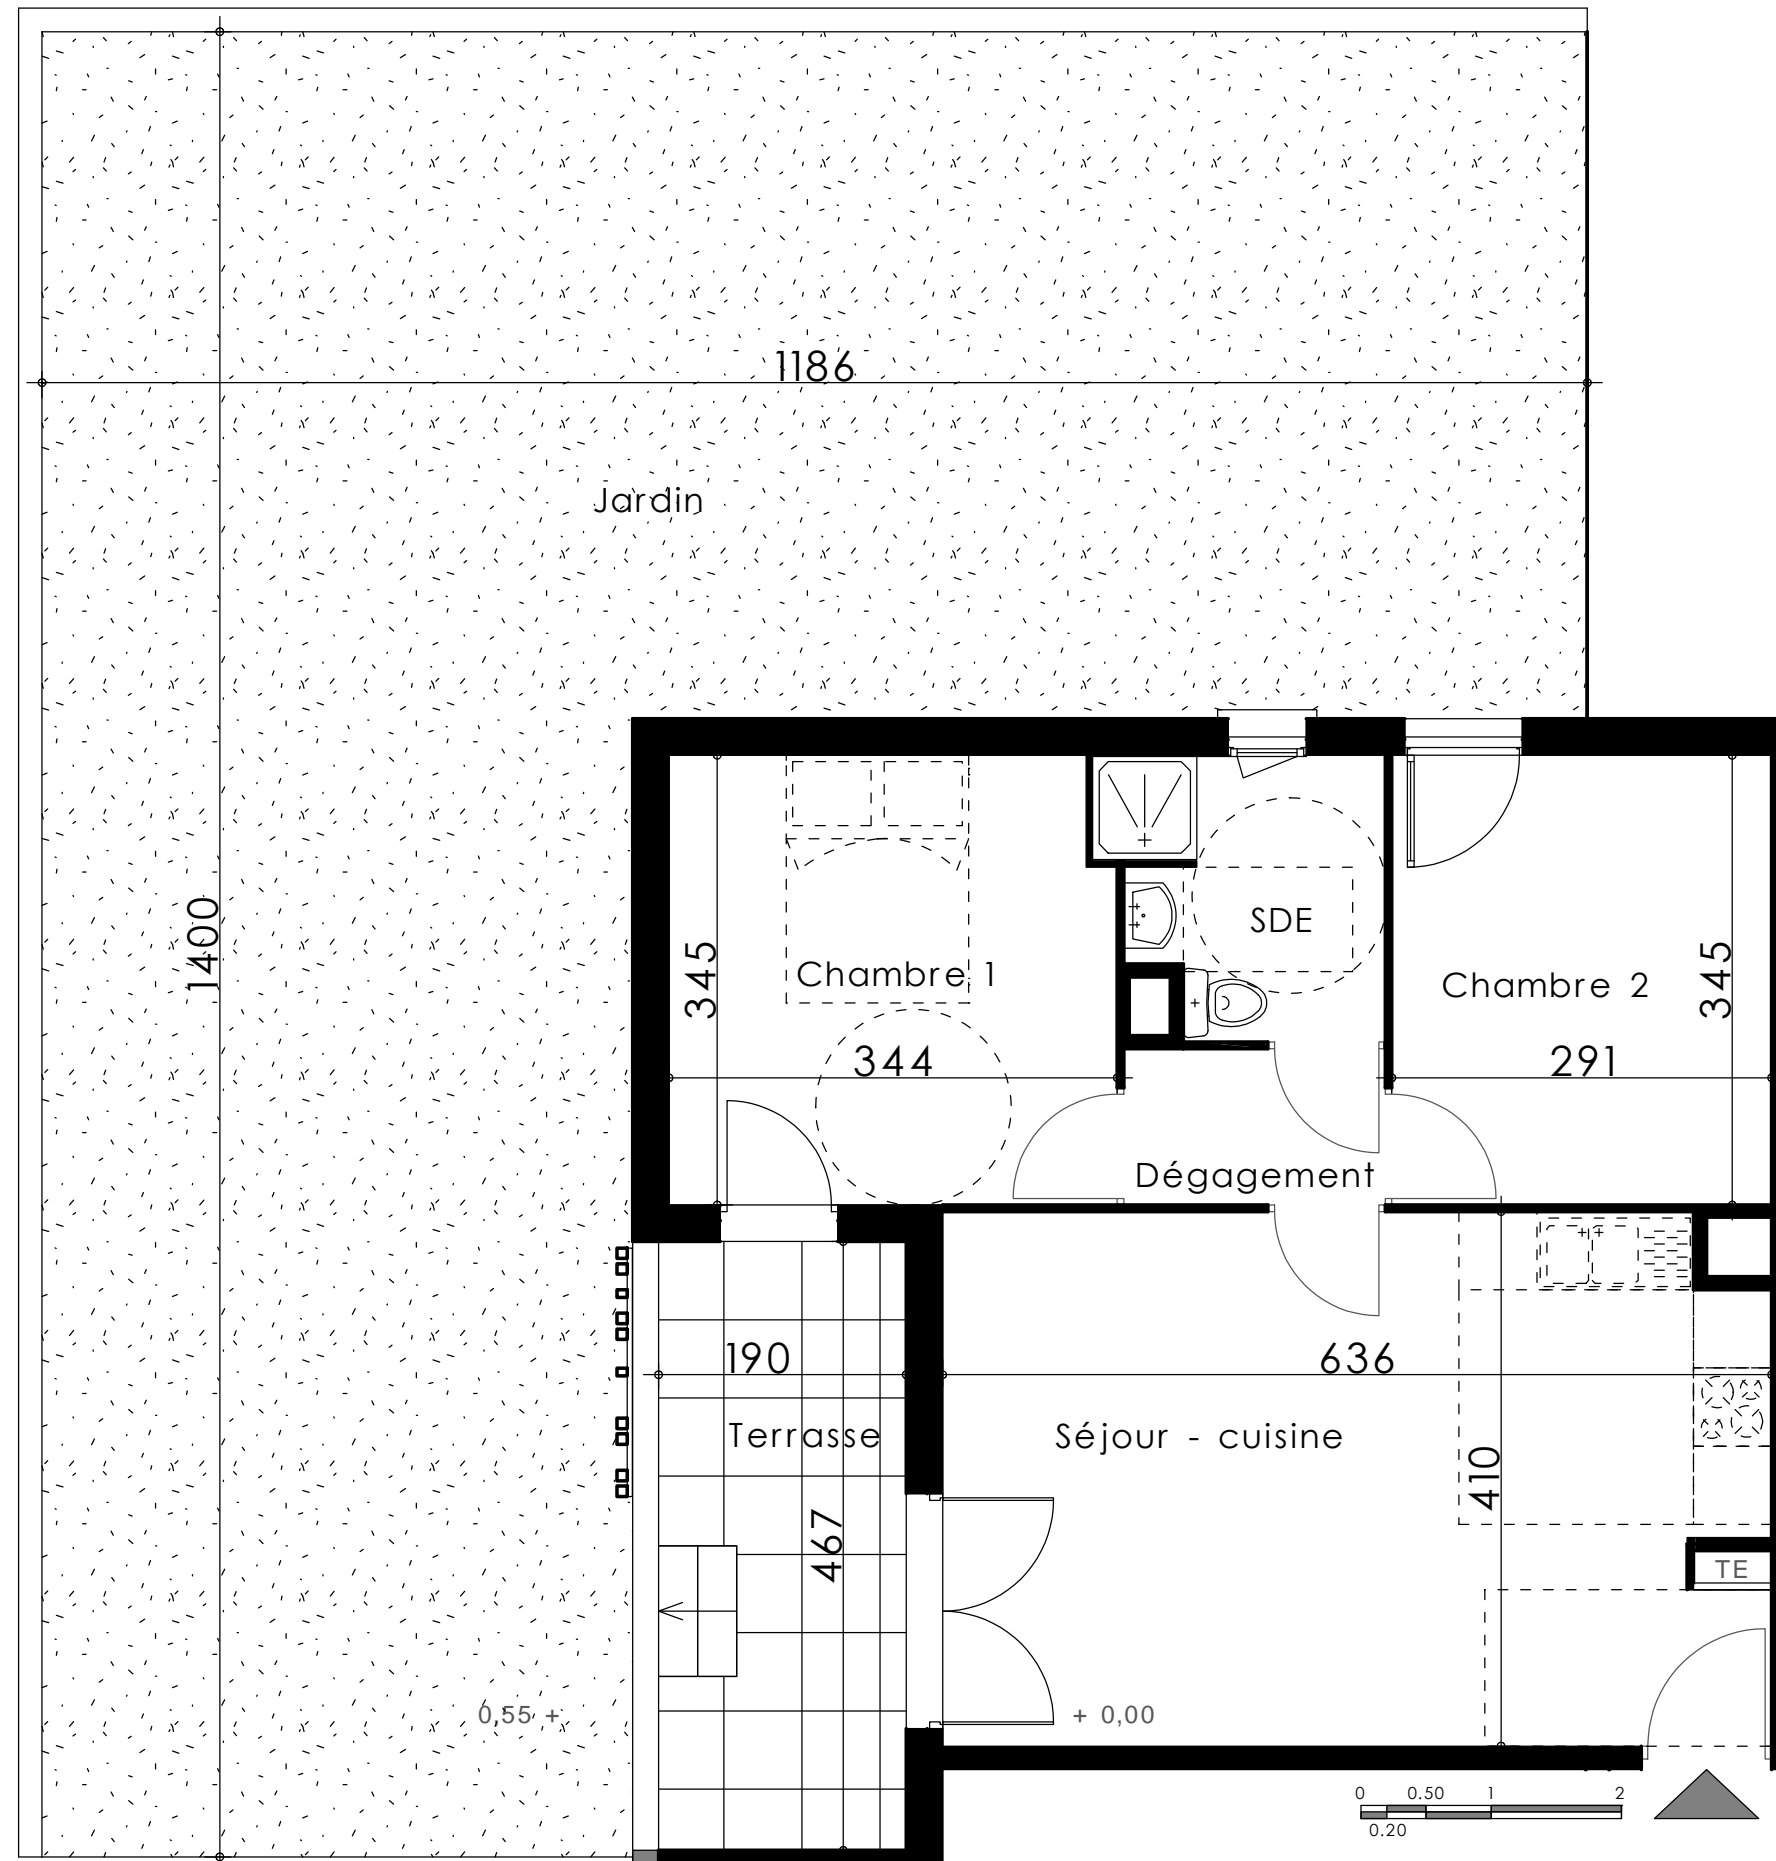 1186
Jardin
1400
345
Chambre 1
344
SDE
Chambre 2
345
291
Dégagement
190
636
Terrasse
Séjour - cuisine
410
467
TE
0,55 +
+ 0,00
0 0.50 1 2
0.20